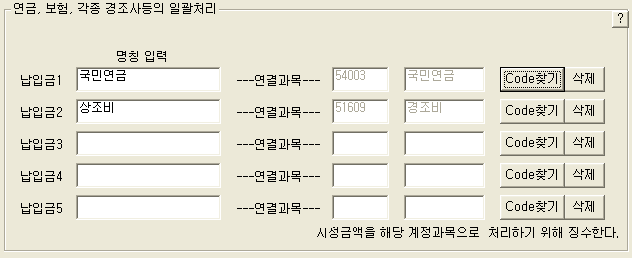 연금, 보험, 각종 경조사등의 일괄처리
?
명칭 입력
납입금1 국민연금 ---연결과목--- 54003 국민연금 Code찾기 삭제
납입금2 상조비 ---연결과목--- 51609 경조비 Code찾기 삭제
납입금3 ---연결과목--- Code찾기 삭제
납입금4 ---연결과목--- Code찾기 삭제
납입금5 ---연결과목--- Code찾기 삭제
시성금액을 해당 계정과목으로 처리하기 위해 징수한다.